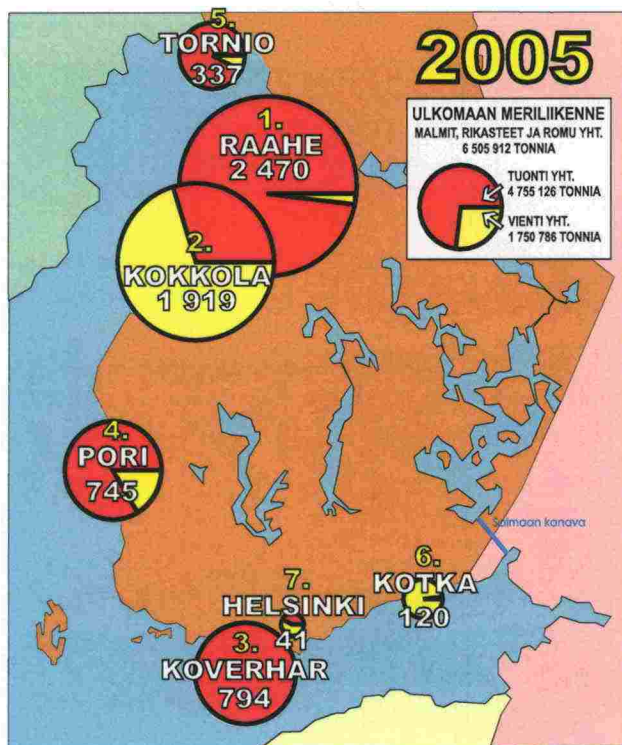 2005
ULKOMAAN MERILIIKENNE
MALMIT, RIKASTEET JA ROMU YHT.
6 505 912 TONNIA
TUONTI YHT.
4 755 126 TONNIA
VIENTI YHT.
1 750 786 TONNIA
5.
TORNIO
337
1.
RAAHE
2 470
2.
KOKKOLA
1 919
4.
PORI
745
Saimaan kanava
6.
KOTKA
120
7.
HELSINKI
41
3.
KOVERHAR
794